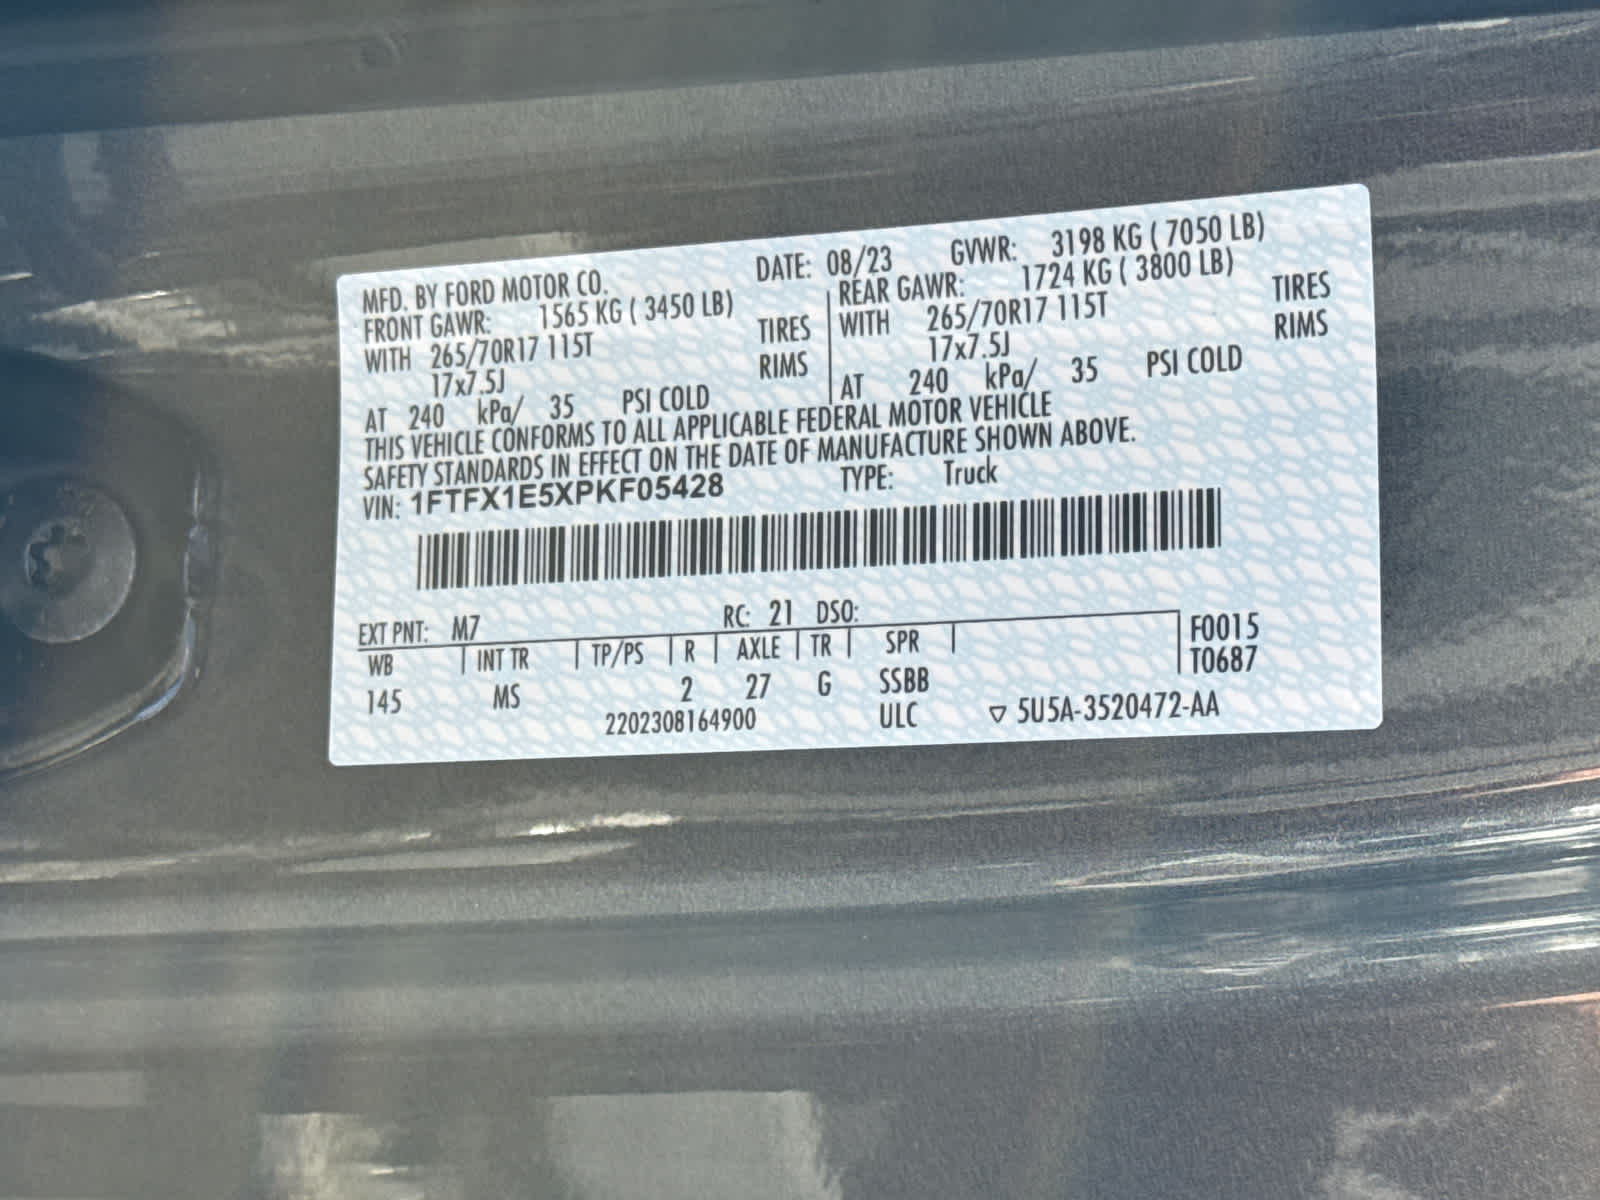 MFD. BY FORD MOTOR CO. DATE: 08/23 GVWR: 3198 KG ( 7050 LB)
FRONT GAWR: 1565 KG ( 3450 LB) REAR GAWR: 1724 KG ( 3800 LB)
WITH 265/70R17 115T TIRES WITH 265/70R17 115T TIRES
17x7.5J RIMS 17x7.5J RIMS
AT 240 kPa/ 35 PSI COLD AT 240 kPa/ 35 PSI COLD
THIS VEHICLE CONFORMS TO ALL APPLICABLE FEDERAL MOTOR VEHICLE
SAFETY STANDARDS IN EFFECT ON THE DATE OF MANUFACTURE SHOWN ABOVE.
VIN: 1FTFX1E5XPKF05428 TYPE: Truck
EXT PNT: M7 RC: 21 DSO:
WB INT TR TP/PS R AXLE TR SPR F0015
T0687
145 MS 2 27 G SSBB
2202308164900 ULC ▽ 5U5A-3520472-AA